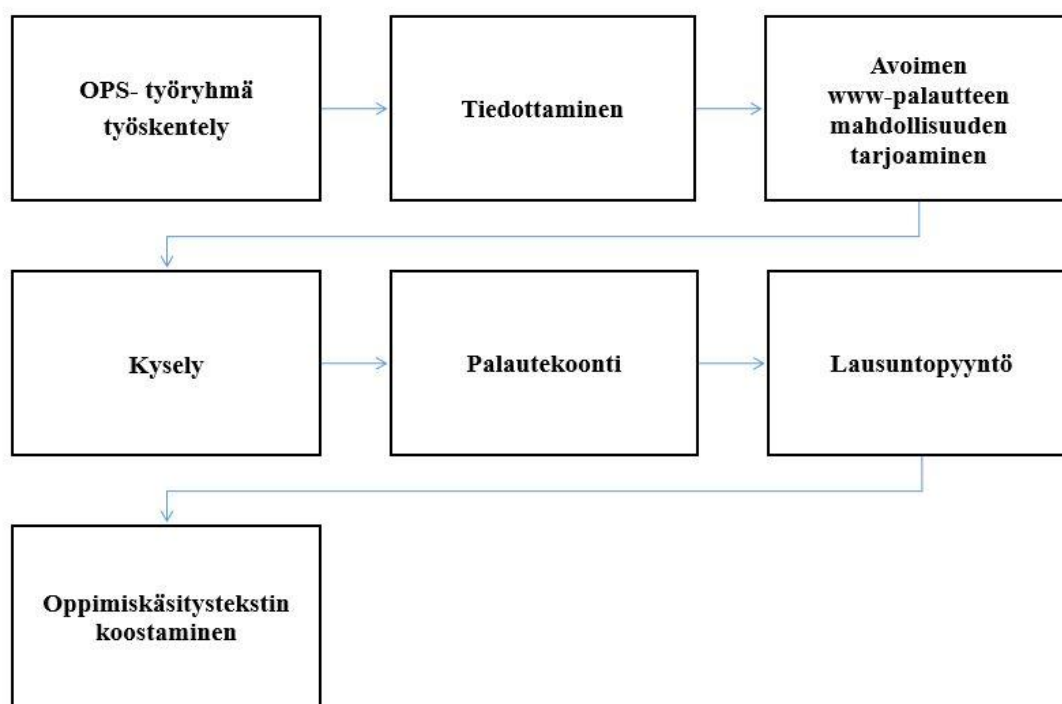 OPS- työryhmä
työskentely
Tiedottaminen
Avoimen
www-palautteen
mahdollisuuden
tarjoaminen
Kysely
Palautekoonti
Lausuntopyyntö
Oppimiskäsitystekstin
koostaminen